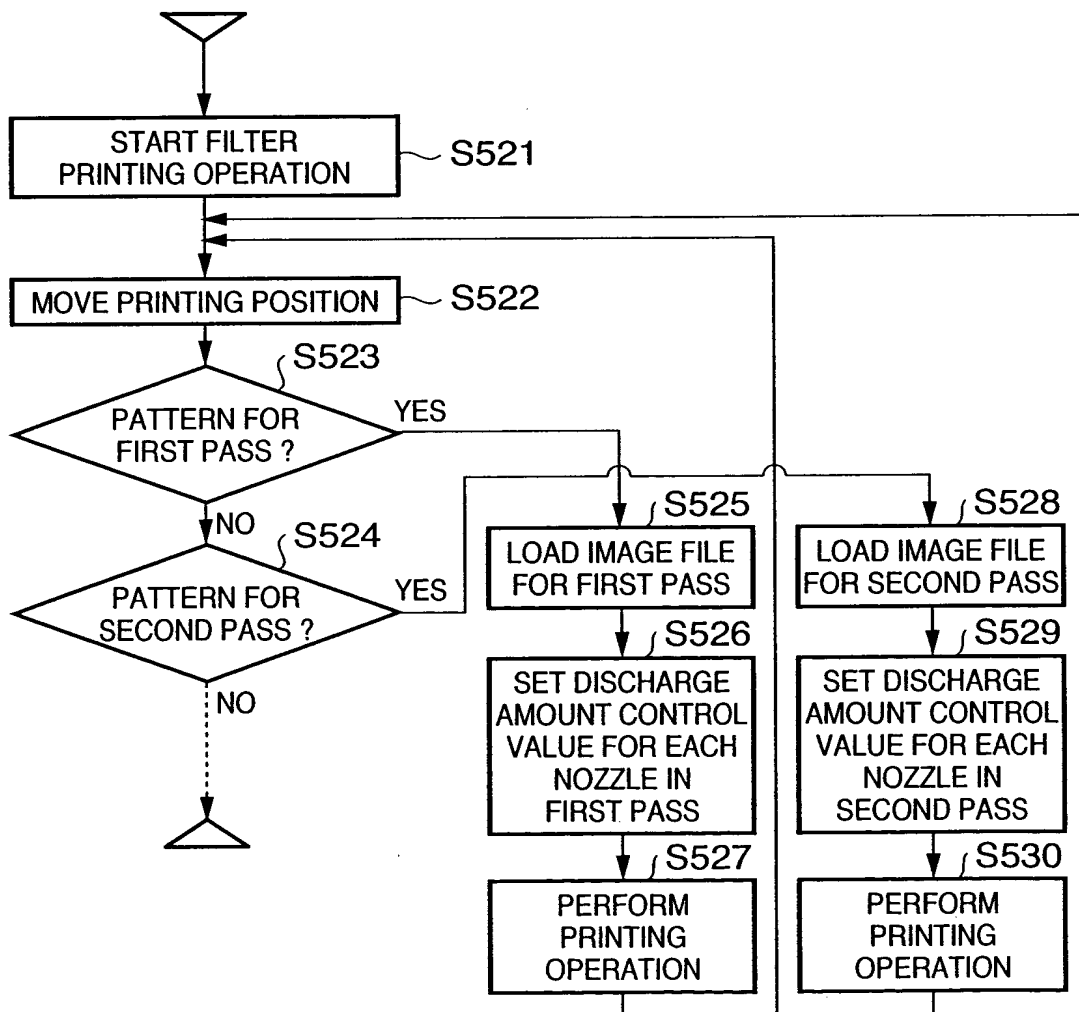 START FILTER
PRINTING OPERATION
S521
MOVE PRINTING POSITION
S522
S523
PATTERN FOR
FIRST PASS ?
YES
NO
S524
PATTERN FOR
SECOND PASS ?
YES
NO
S525
LOAD IMAGE FILE
FOR FIRST PASS
S526
SET DISCHARGE
AMOUNT CONTROL
VALUE FOR EACH
NOZZLE IN
FIRST PASS
S527
PERFORM
PRINTING
OPERATION
S528
LOAD IMAGE FILE
FOR SECOND PASS
S529
SET DISCHARGE
AMOUNT CONTROL
VALUE FOR EACH
NOZZLE IN
SECOND PASS
S530
PERFORM
PRINTING
OPERATION